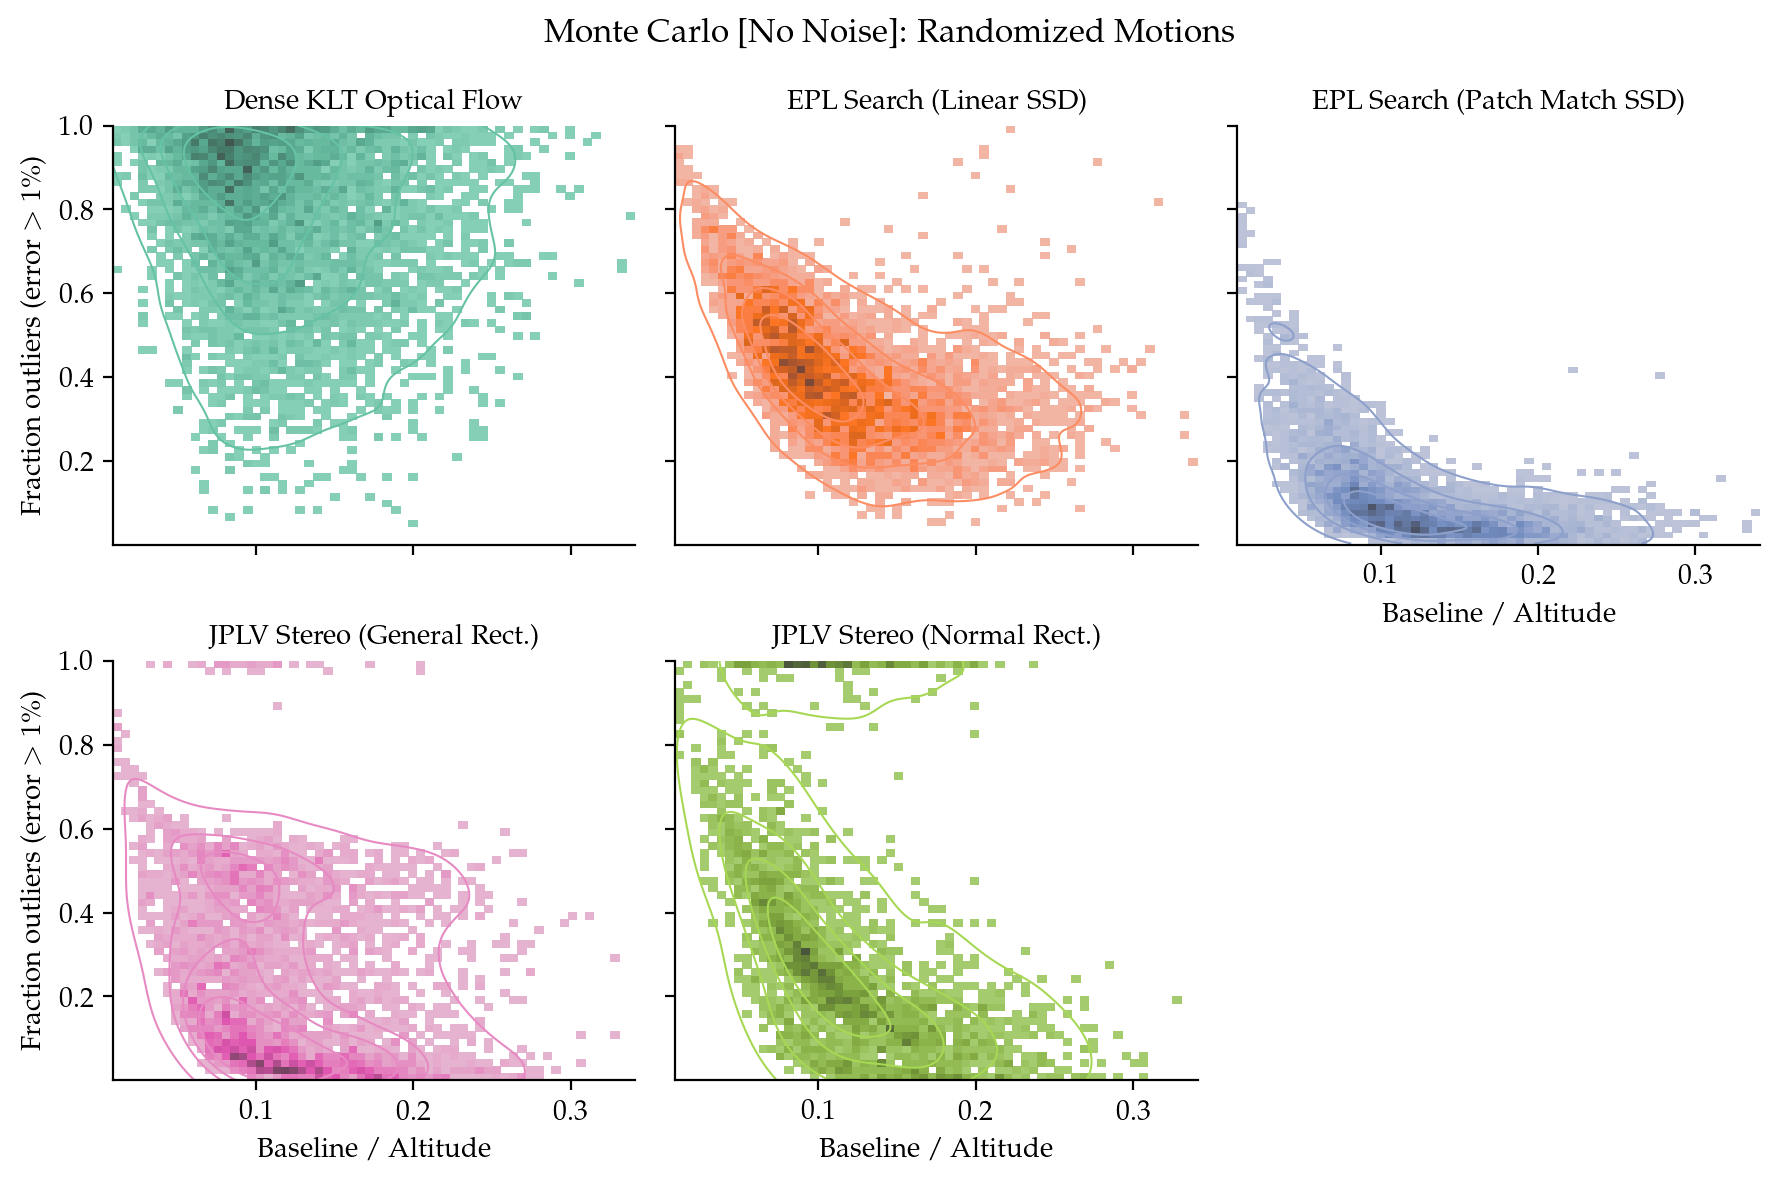 Monte Carlo [No Noise]: Randomized Motions
Dense KLT Optical Flow
EPL Search (Linear SSD)
EPL Search (Patch Match SSD)
Fraction outliers (error > 1%)
1.0
0.8
0.6
0.4
0.2
0.1
0.2
0.3
Baseline / Altitude
JPLV Stereo (General Rect.)
JPLV Stereo (Normal Rect.)
Fraction outliers (error > 1%)
1.0
0.8
0.6
0.4
0.2
0.1
0.2
0.3
0.1
0.2
0.3
Baseline / Altitude
Baseline / Altitude